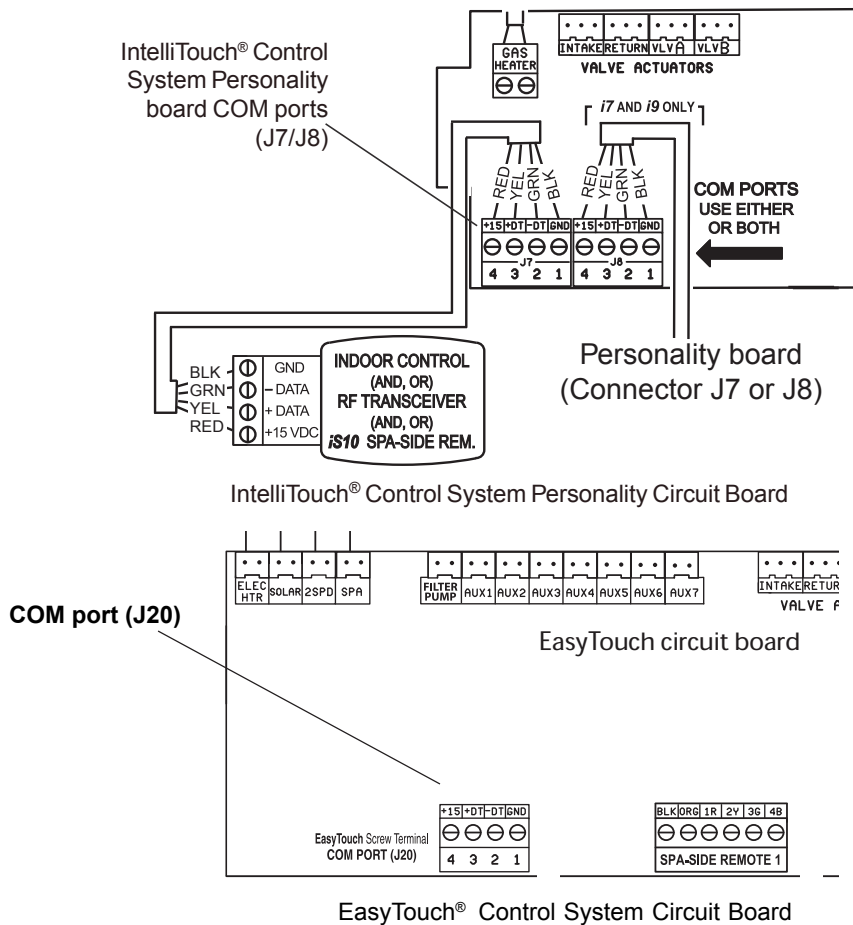 IntelliTouch® Control
System Personality
board COM ports
(J7/J8)
GAS
HEATER
INTAKE RETURN VLVA VLVB
VALVE ACTUATORS
i7 AND i9 ONLY
RED YEL GRN BLK
RED YEL GRN BLK
COM PORTS
USE EITHER
OR BOTH
+15 +DT -DT GND
+15 +DT -DT GND
J7
J8
4 3 2 1
4 3 2 1
BLK GND
GRN – DATA
YEL + DATA
RED +15 VDC
INDOOR CONTROL
(AND, OR)
RF TRANSCEIVER
(AND, OR)
iS10 SPA-SIDE REM.
Personality board
(Connector J7 or J8)
IntelliTouch® Control System Personality Circuit Board
ELEC
HTR
SOLAR 2SPD SPA
FILTER
PUMP
AUX1 AUX2 AUX3 AUX4 AUX5 AUX6 AUX7
INTAKE RETUR
VALVE A
COM port (J20)
EasyTouch circuit board
+15 +DT -DT GND
EasyTouch Screw Terminal
COM PORT (J20)
4 3 2 1
BLK ORG 1R 2Y 3G 4B
SPA-SIDE REMOTE 1
EasyTouch® Control System Circuit Board